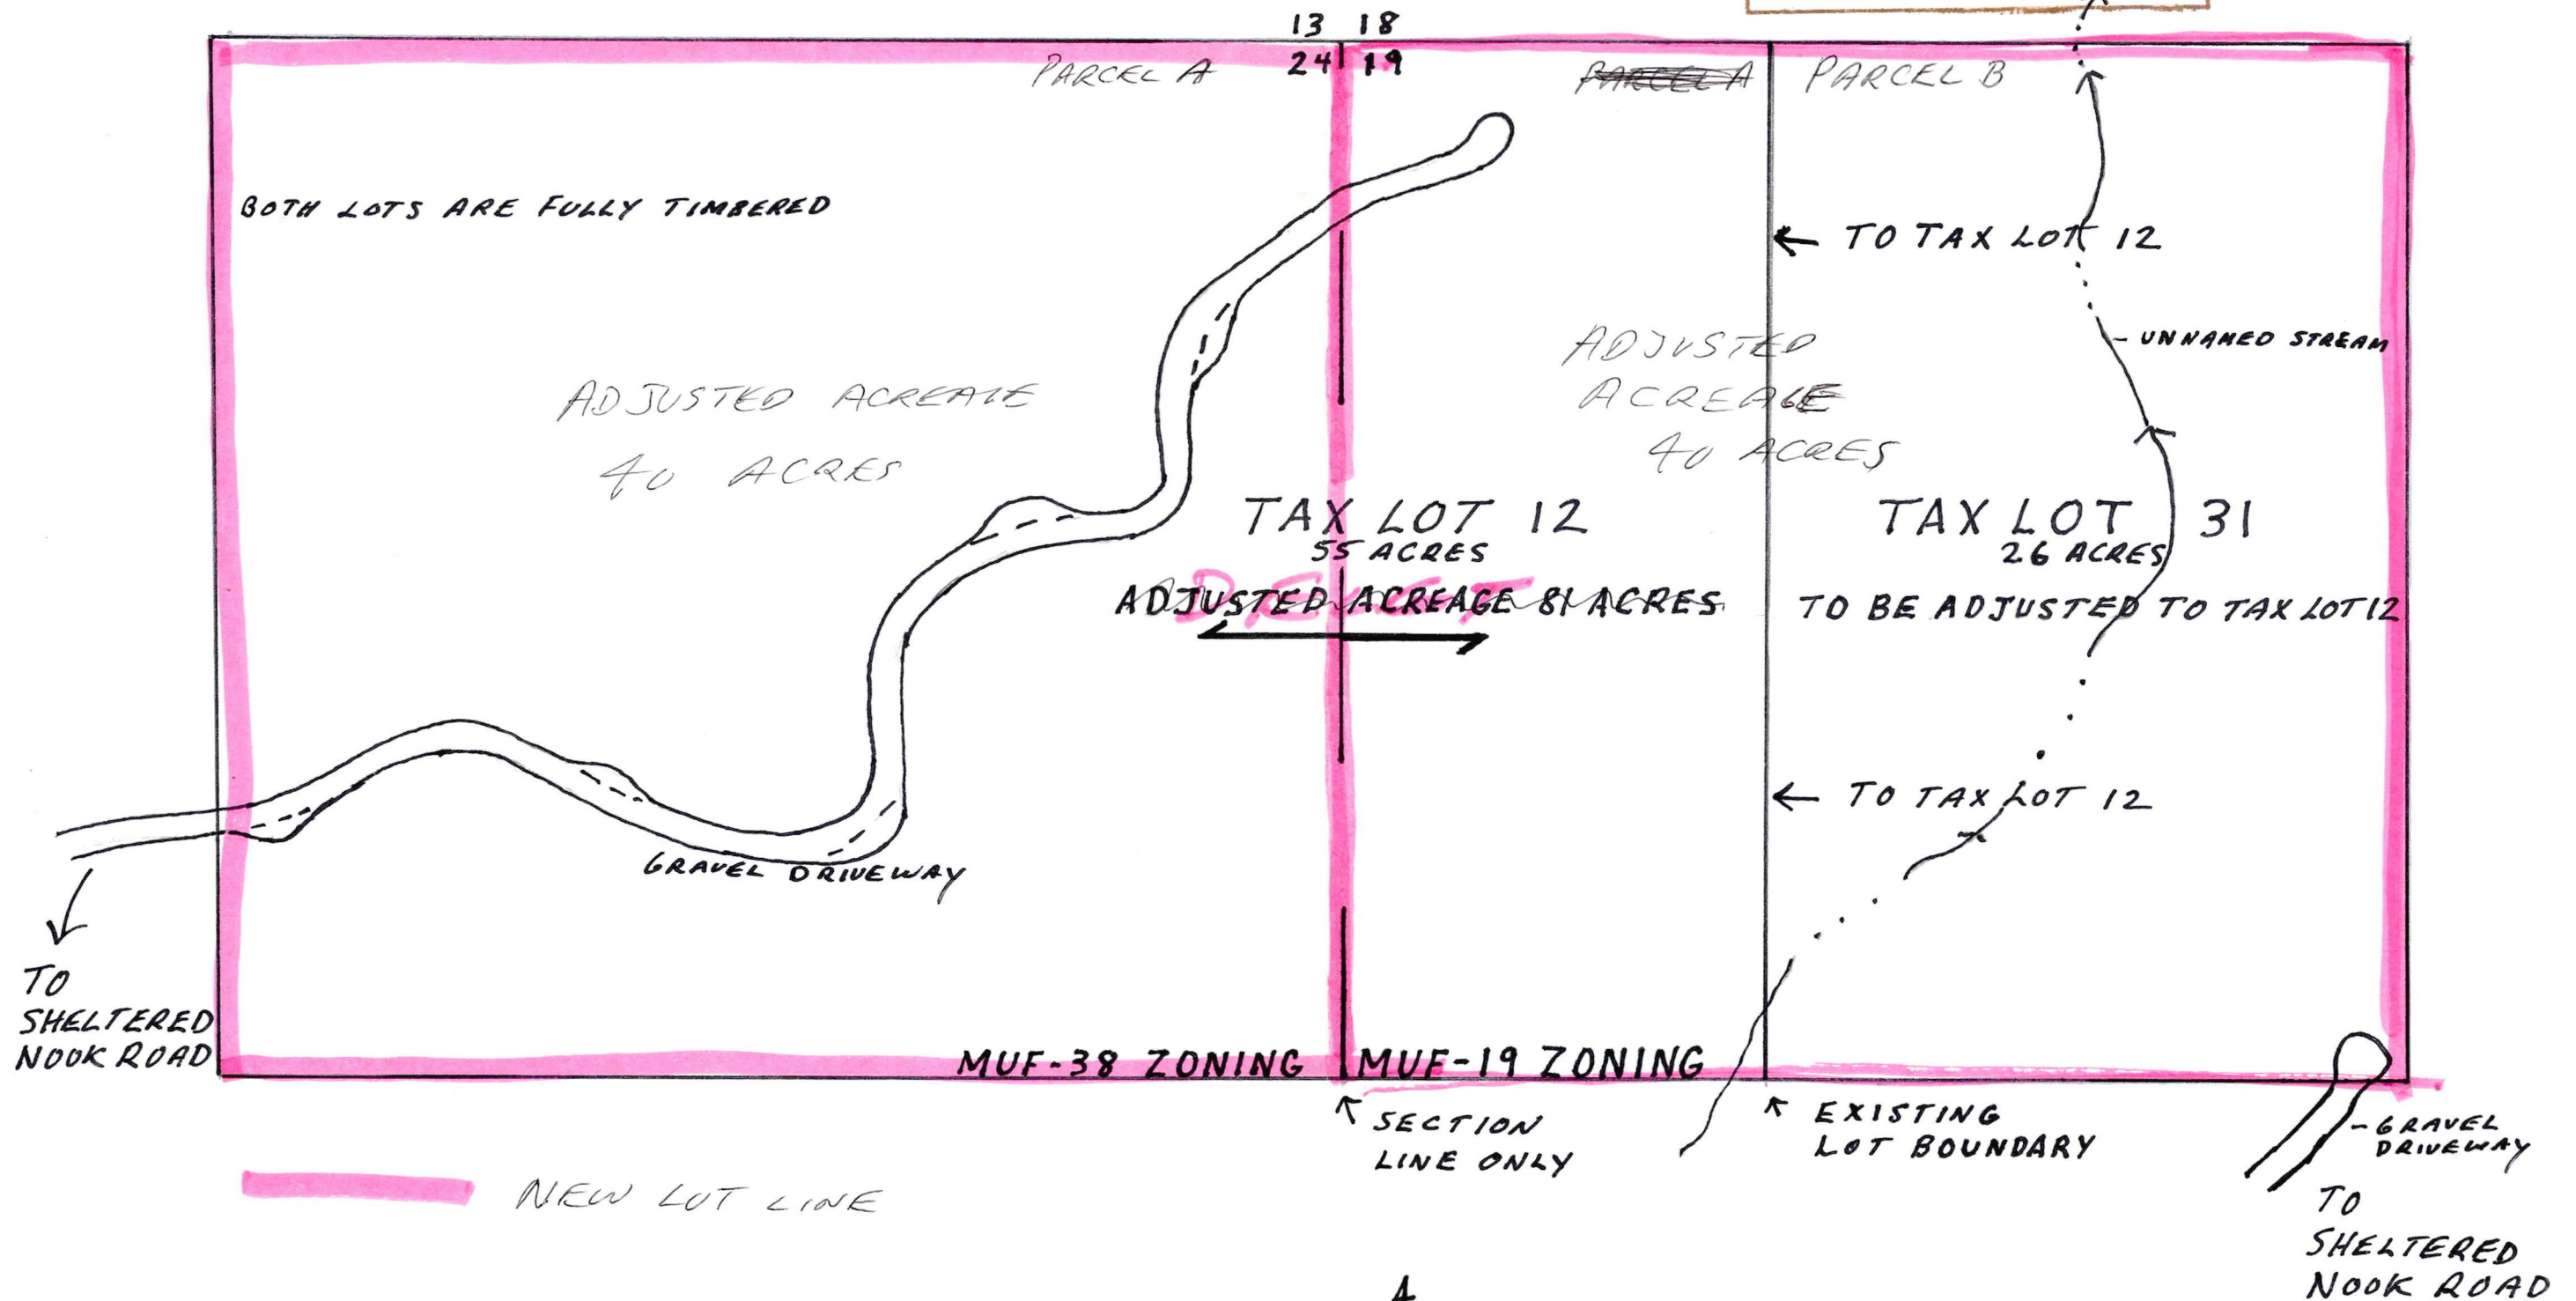 13 18
24 19
PARCEL A
PARCEL A
PARCEL B
BOTH LOTS ARE FULLY TIMBERED
← TO TAX LOT 12
UNNAMED STREAM
ADJUSTED ACREAGE
40 ACRES
ADJUSTED
ACREAGE
40 ACRES
TAX LOT 12
55 ACRES
ADJUSTED ACREAGE 81 ACRES
TAX LOT 31
26 ACRES
TO BE ADJUSTED TO TAX LOT 12
← TO TAX LOT 12
GRAVEL DRIVEWAY
TO
SHELTERED
NOOK ROAD
MUF-38 ZONING
MUF-19 ZONING
SECTION
LINE ONLY
EXISTING
LOT BOUNDARY
GRAVEL
DRIVEWAY
TO
SHELTERED
NOOK ROAD
NEW LOT LINE